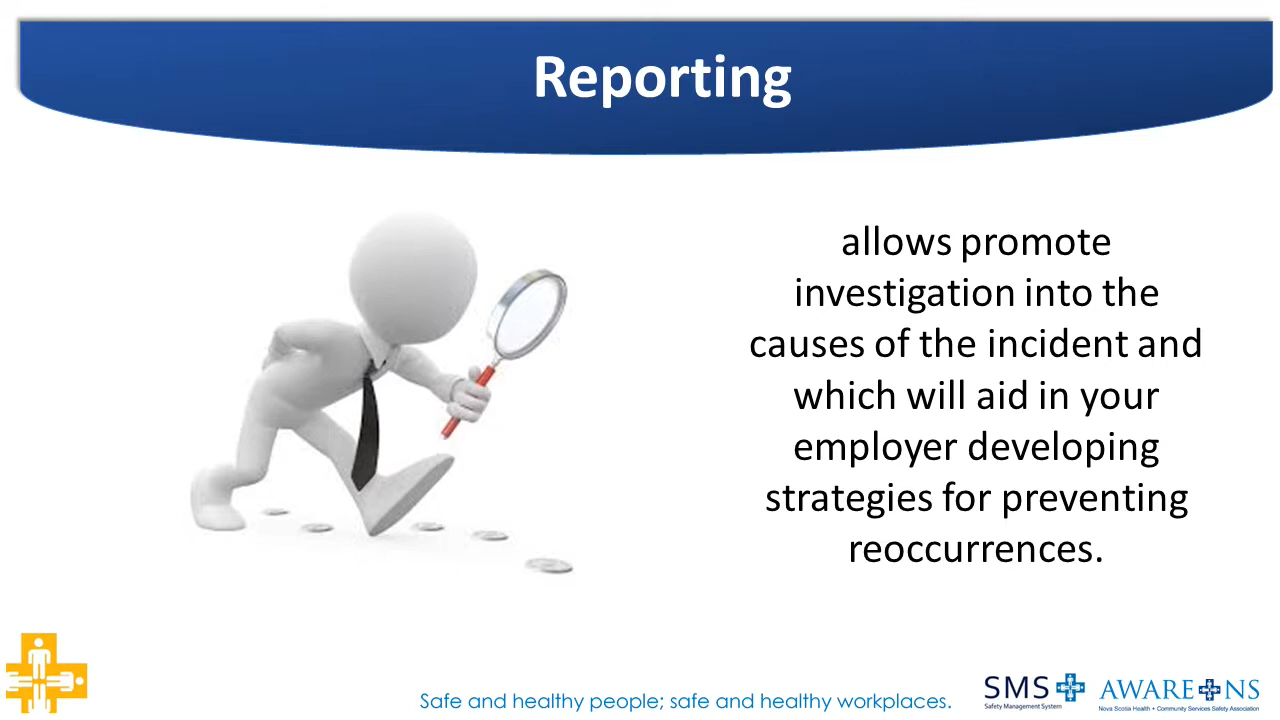 Reporting
allows promote
investigation into the
causes of the incident and
which will aid in your
employer developing
strategies for preventing
reoccurrences.
Safe and healthy people; safe and healthy workplaces.
SMS
Safety Management System
AWARE NS
Nova Scotia Health + Community Services Safety Association